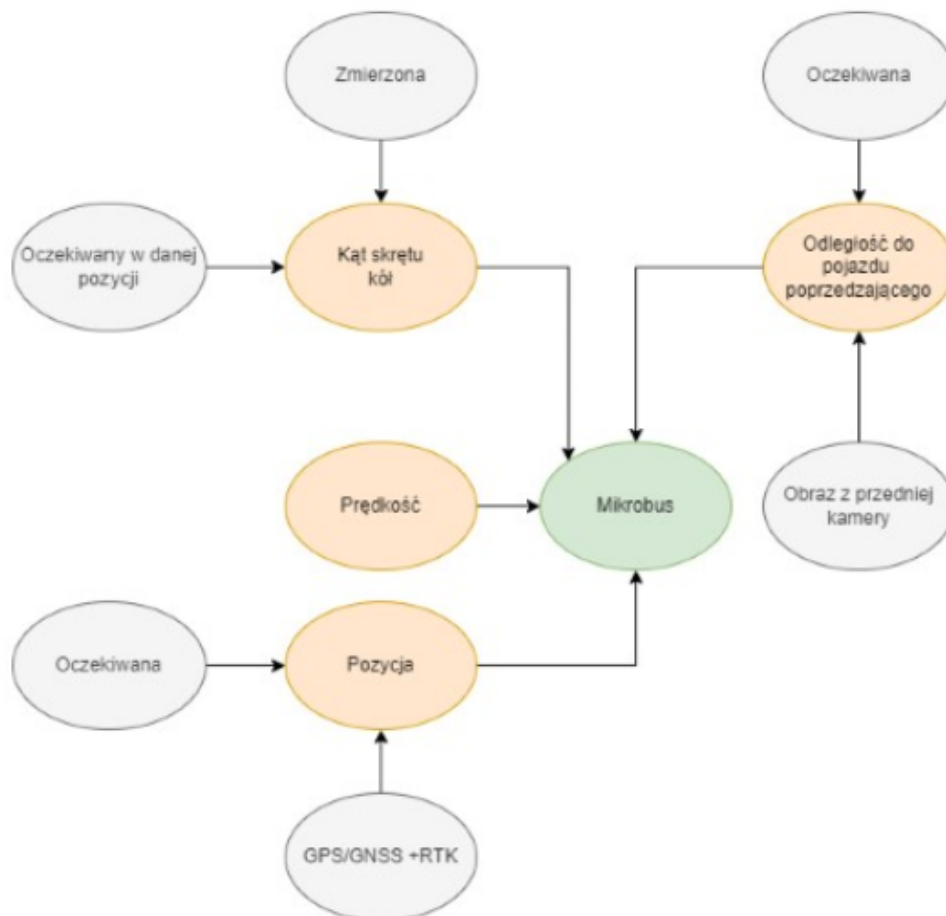 Zmierzona
Oczekiwana
Oczekiwany w danej
pozycji
Kąt skrętu
kół
Odległość do
pojazdu
poprzedzającego
Prędkość
Mikrobus
Obraz z przedniej
kamery
Oczekiwana
Pozycja
GPS/GNSS +RTK